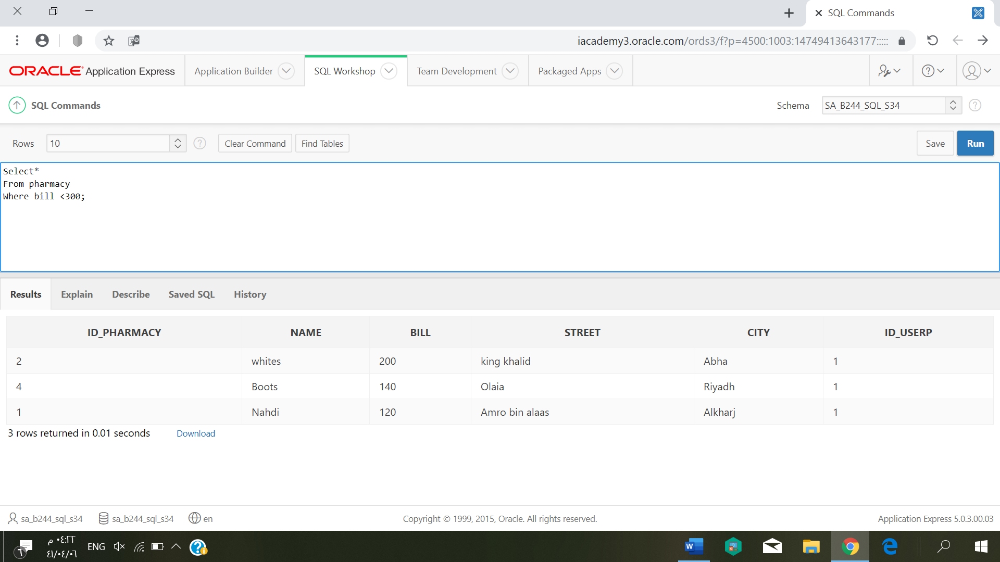 SQL Commands
iacademy3.oracle.com/ords3/f?p=4500:1003:14749413643177:::::
ORACLE Application Express
Application Builder
SQL Workshop
Team Development
Packaged Apps
SQL Commands
Schema
SA_B244_SQL_S34
Rows
10
Clear Command
Find Tables
Save
Run
Select*
From pharmacy
Where bill <300;
Results
Explain
Describe
Saved SQL
History
ID_PHARMACY NAME BILL STREET CITY ID_USERP
2 whites 200 king khalid Abha 1
4 Boots 140 Olaia Riyadh 1
1 Nahdi 120 Amro bin alaas Alkharj 1
3 rows returned in 0.01 seconds
Download
sa_b244_sql_s34
sa_b244_sql_s34
en
Copyright © 1999, 2015, Oracle. All rights reserved.
Application Express 5.0.3.00.03
٦
٠٤:٢٢ م
٤١/٠٤/٠٦
ENG